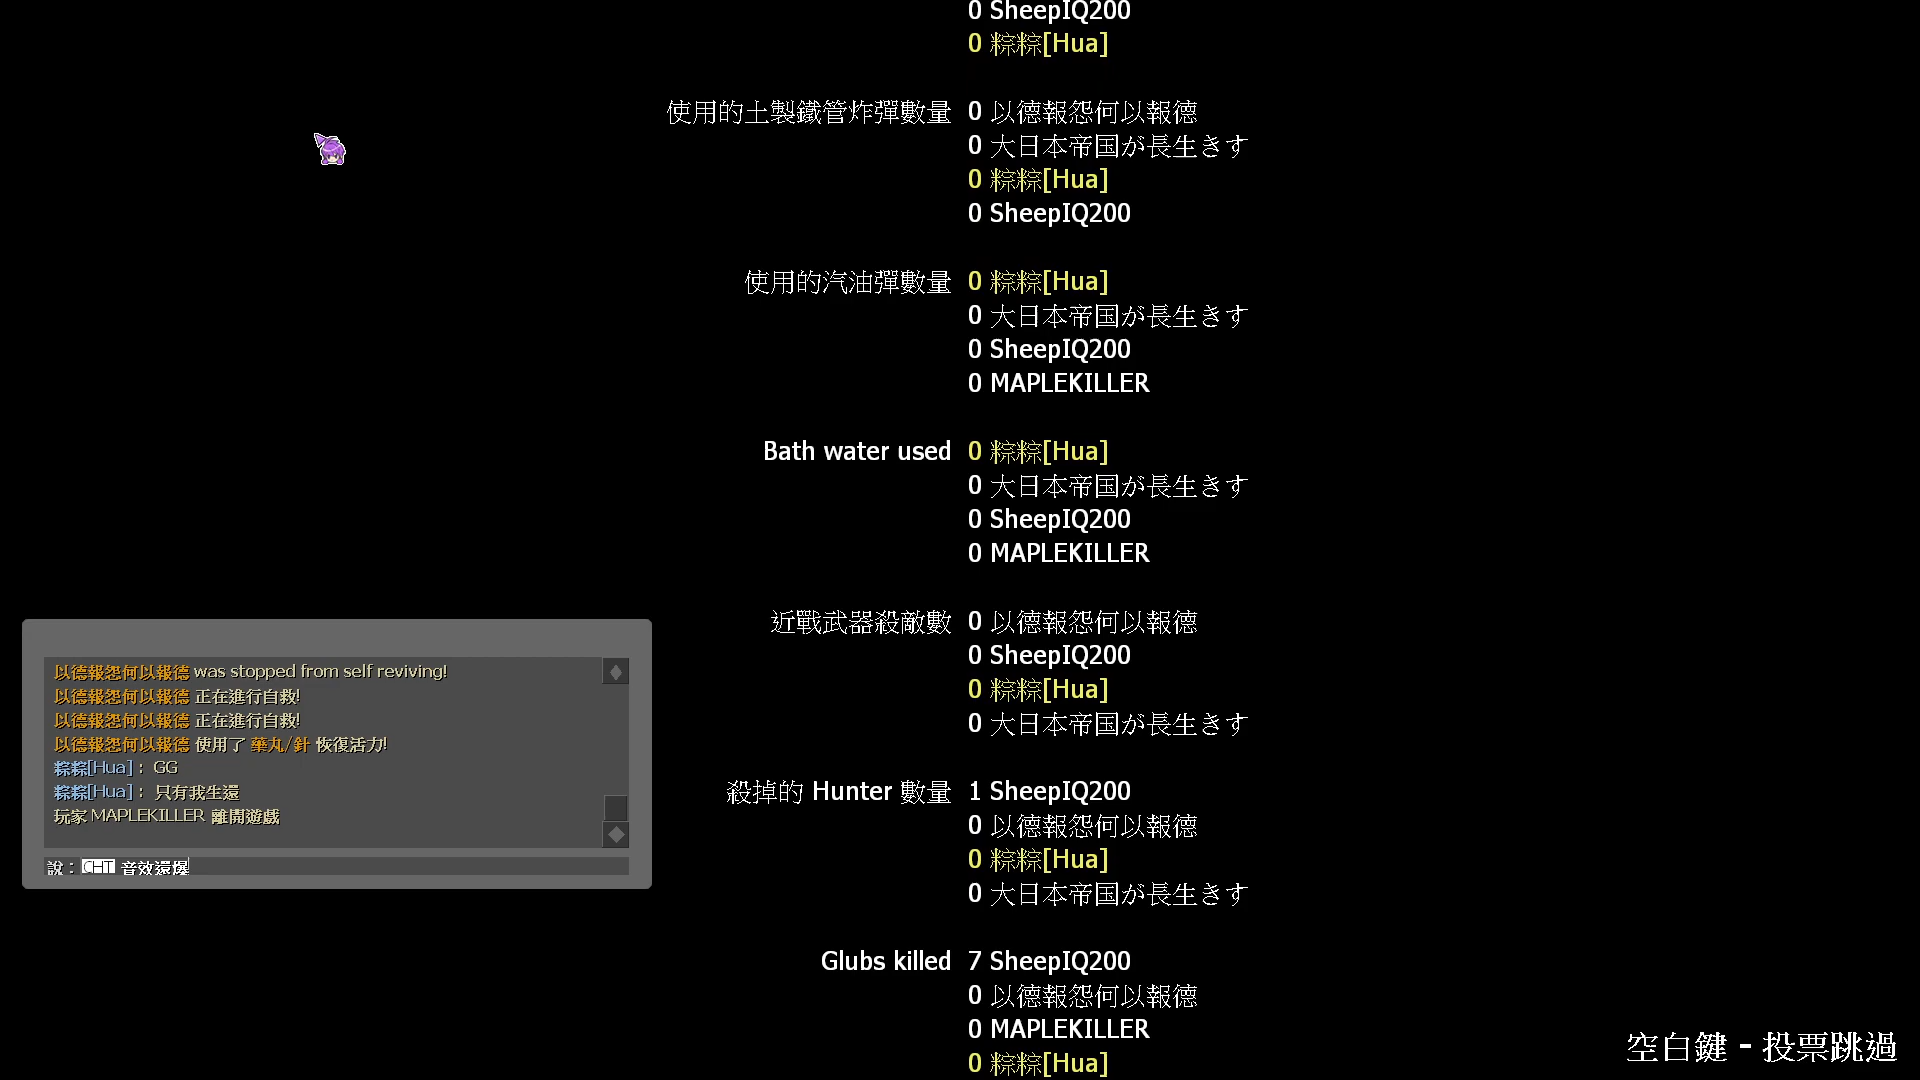 0 SheepIQ200
0 粽粽[Hua]
使用的土製鐵管炸彈數量 0 以德報怨何以報德
0 大日本帝国が長生きす
0 粽粽[Hua]
0 SheepIQ200
使用的汽油彈數量 0 粽粽[Hua]
0 大日本帝国が長生きす
0 SheepIQ200
0 MAPLEKILLER
Bath water used 0 粽粽[Hua]
0 大日本帝国が長生きす
0 SheepIQ200
0 MAPLEKILLER
近戰武器殺敵數 0 以德報怨何以報德
0 SheepIQ200
0 粽粽[Hua]
0 大日本帝国が長生きす
殺掉的 Hunter 數量 1 SheepIQ200
0 以德報怨何以報德
0 粽粽[Hua]
0 大日本帝国が長生きす
Glubs killed 7 SheepIQ200
0 以德報怨何以報德
0 MAPLEKILLER
0 粽粽[Hua]
以德報怨何以報德 was stopped from self reviving!
以德報怨何以報德 正在進行自救!
以德報怨何以報德 正在進行自救!
以德報怨何以報德 使用了 藥丸/針 恢復活力!
粽粽[Hua] : GG
粽粽[Hua] : 只有我生還
玩家 MAPLEKILLER 離開遊戲
說 : CHT 音效還爆
空白鍵 - 投票跳過